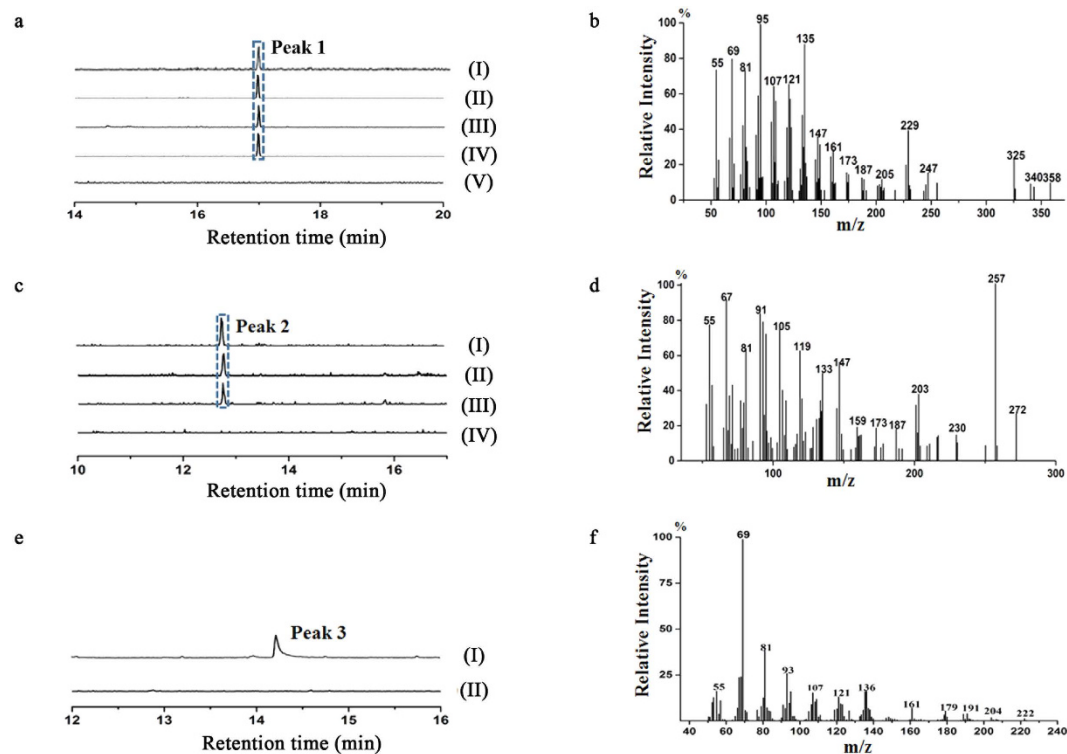 a
Peak 1
(I)
(II)
(III)
(IV)
(V)
14 16 18 20
Retention time (min)
b
%
100
80
60
40
20
0
Relative Intensity
55 69 81 95 107 121 135 147 161 173 187 205 229 247 325 340 358
50 100 150 200 250 300 350
m/z
c
Peak 2
(I)
(II)
(III)
(IV)
10 12 14 16
Retention time (min)
d
%
100
80
60
40
20
0
Relative Intensity
55 67 81 91 105 119 133 147 159 173 187 203 230 257 272
100 200 300
m/z
e
Peak 3
(I)
(II)
12 13 14 15 16
Retention time (min)
f
%
100
75
50
25
Relative Intensity
55 69 81 93 107 121 136 161 179 191 204 222
40 60 80 100 120 140 160 180 200 220 240
m/z